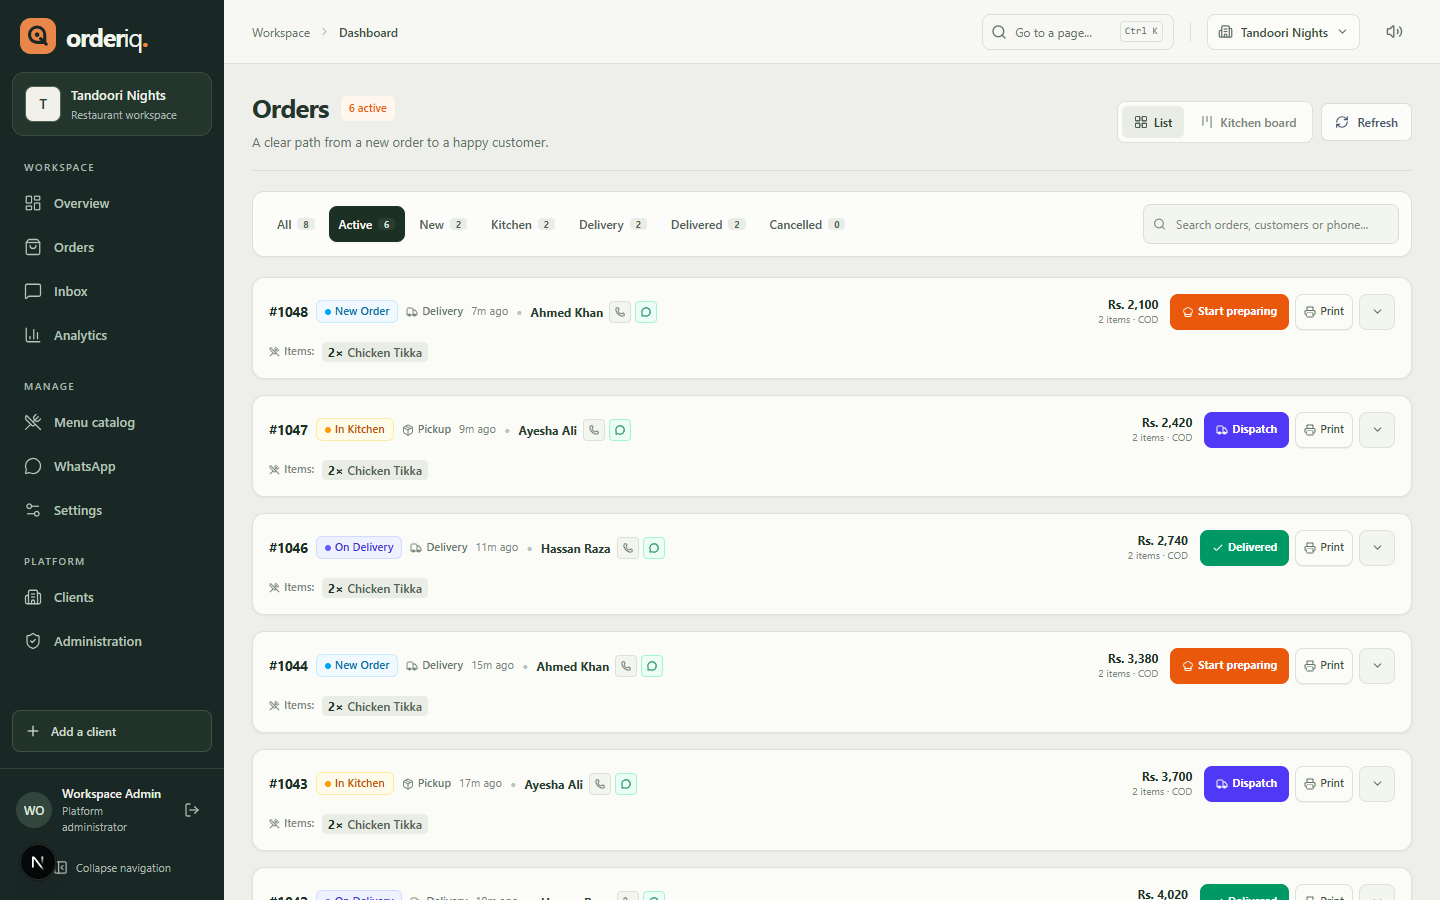 orderiq.
T
Tandoori Nights
Restaurant workspace
WORKSPACE
Overview
Orders
Inbox
Analytics
MANAGE
Menu catalog
WhatsApp
Settings
PLATFORM
Clients
Administration
Add a client
WO
Workspace Admin
Platform
administrator
N
Collapse navigation
Workspace > Dashboard
Go to a page...
Ctrl K
Tandoori Nights
Orders
6 active
A clear path from a new order to a happy customer.
List
Kitchen board
Refresh
All 8
Active 6
New 2
Kitchen 2
Delivery 2
Delivered 2
Cancelled 0
Search orders, customers or phone...
#1048 New Order Delivery 7m ago • Ahmed Khan
Rs. 2,100
2 items · COD
Start preparing
Print
Items: 2× Chicken Tikka
#1047 In Kitchen Pickup 9m ago • Ayesha Ali
Rs. 2,420
2 items · COD
Dispatch
Print
Items: 2× Chicken Tikka
#1046 On Delivery Delivery 11m ago • Hassan Raza
Rs. 2,740
2 items · COD
Delivered
Print
Items: 2× Chicken Tikka
#1044 New Order Delivery 15m ago • Ahmed Khan
Rs. 3,380
2 items · COD
Start preparing
Print
Items: 2× Chicken Tikka
#1043 In Kitchen Pickup 17m ago • Ayesha Ali
Rs. 3,700
2 items · COD
Dispatch
Print
Items: 2× Chicken Tikka
Rs. 4,020